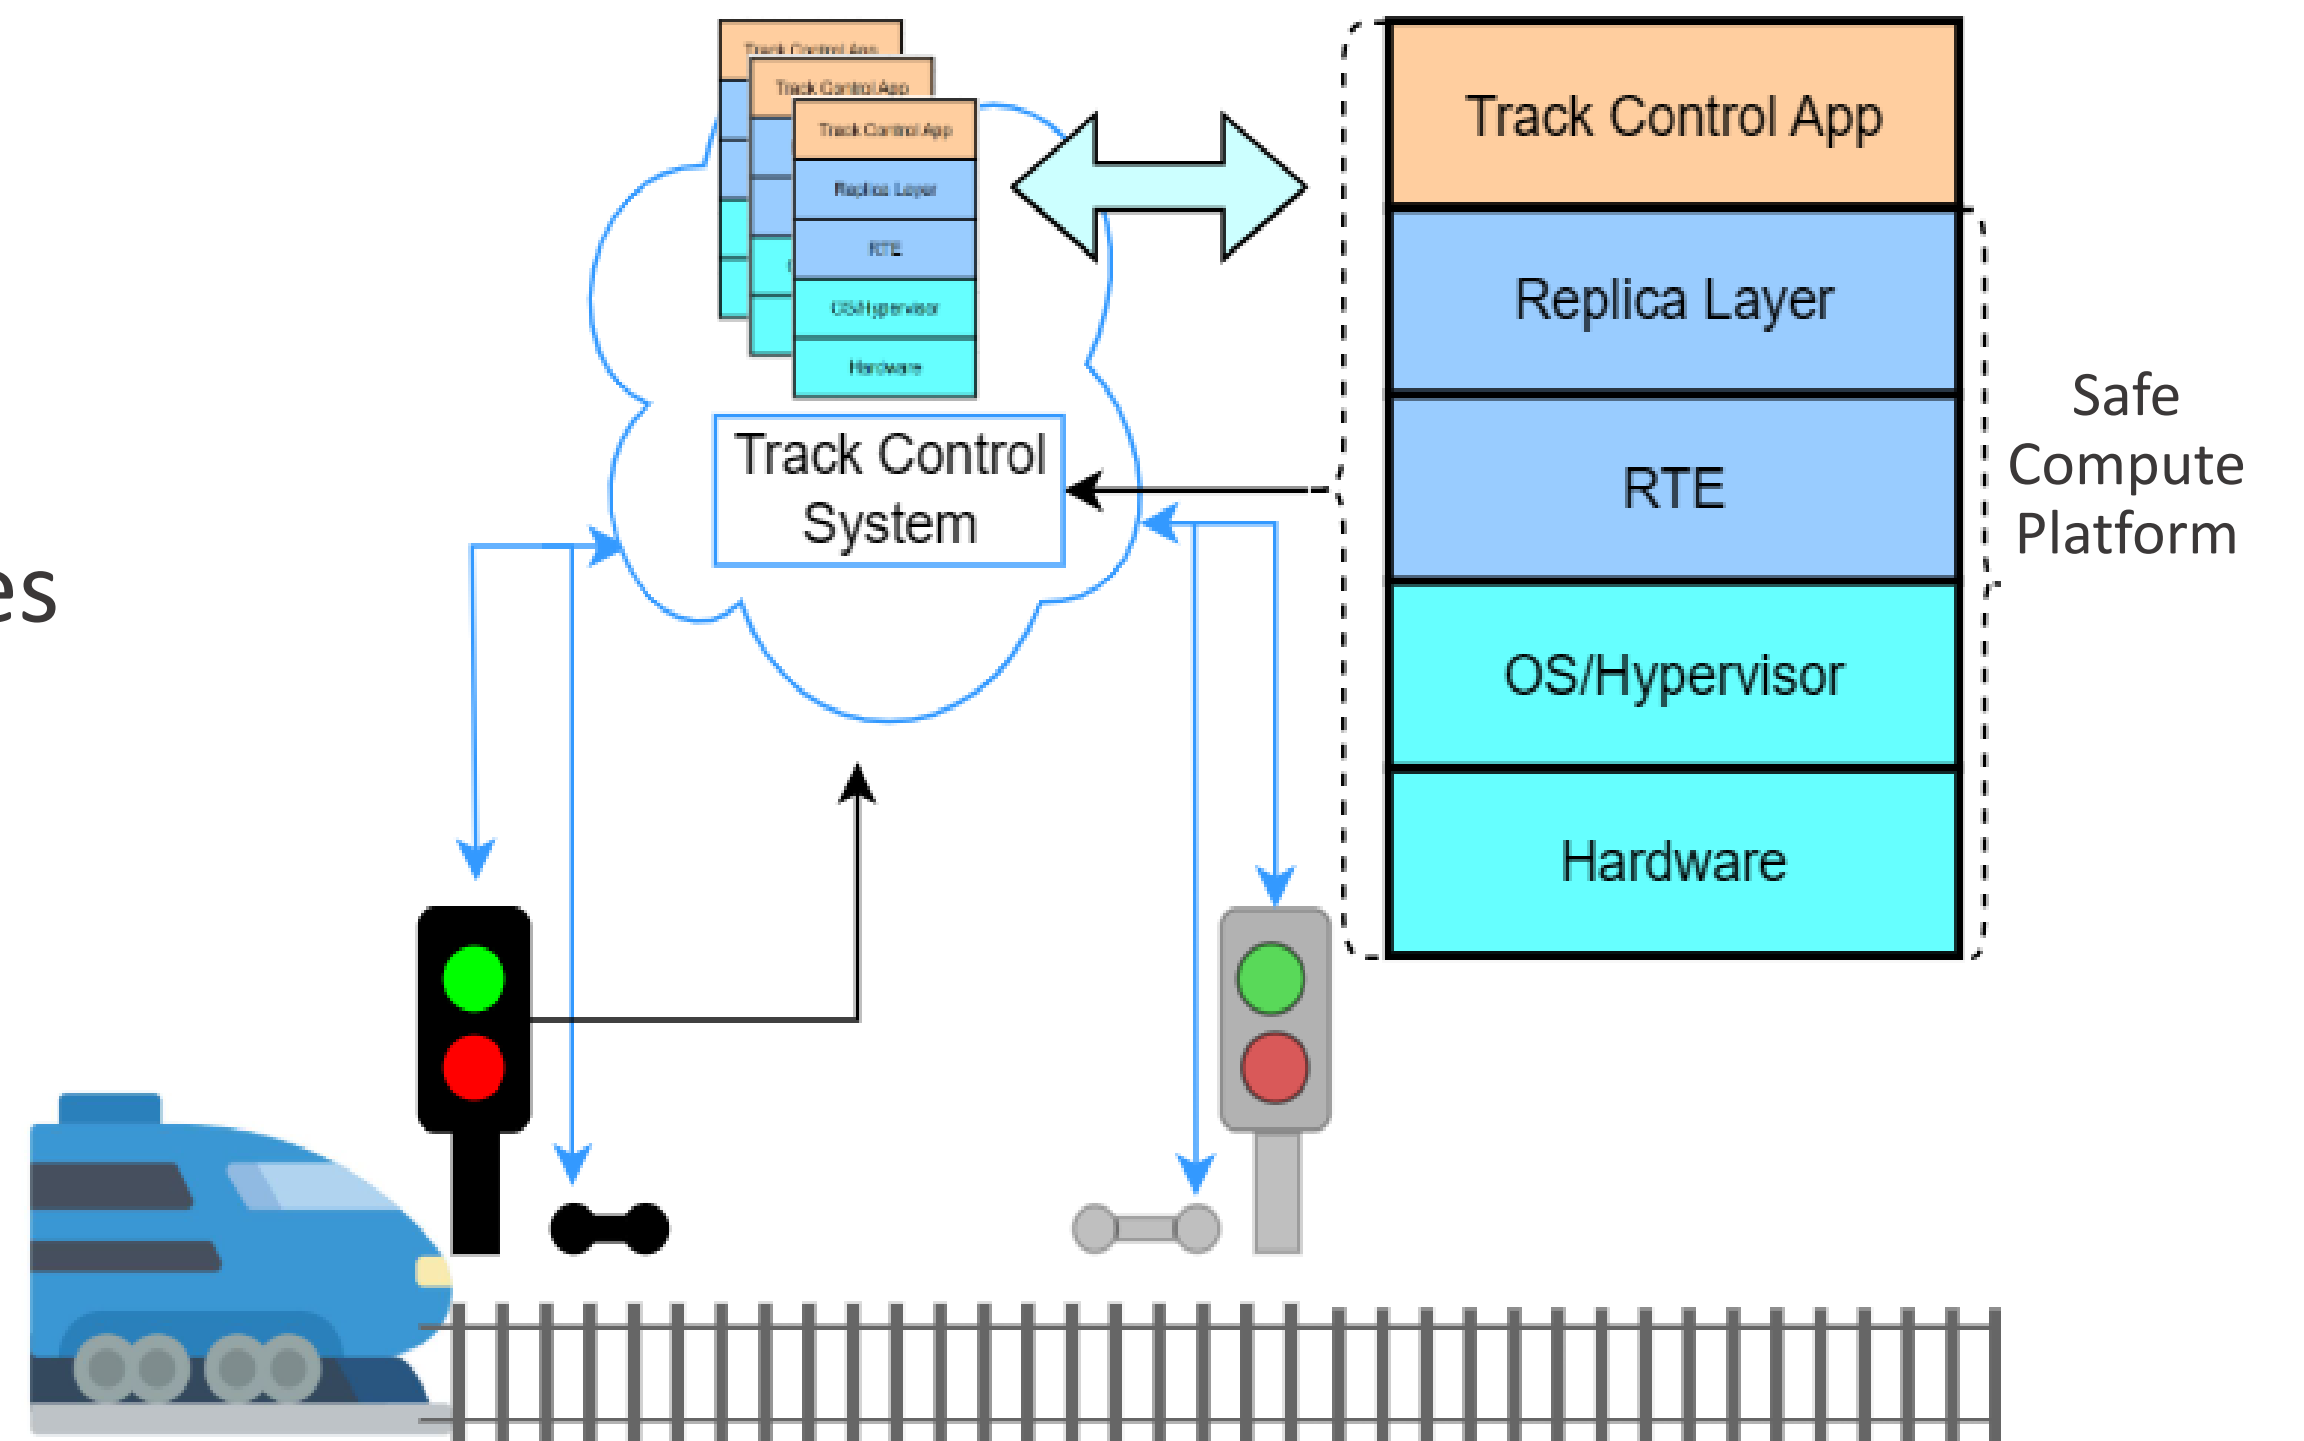 Track Control App
Track Control App
Track Control App
Replica Layer
RTE
OS/Hypervisor
Hardware
Track Control
System
Track Control App
Replica Layer
RTE
OS/Hypervisor
Hardware
Safe
Compute
Platform
es